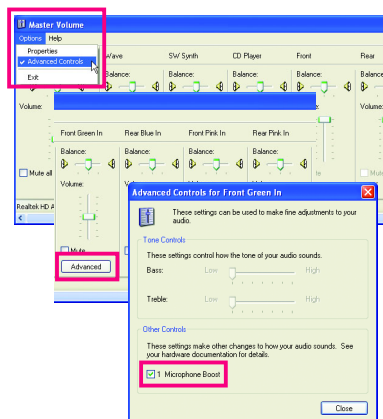 Master Volume
Options Help
Properties
Advanced Controls
Exit
Wave SW Synth CD Player Front Rear
Balance: Balance: Balance: Balance: Balance:
Volume: Volume
Mute all Mute
Realtek HD A
Front Green In Rear Blue In Front Pink In Rear Pink In
Balance: Balance: Balance: Balance:
Volume:
Mute
Advanced
Advanced Controls for Front Green In
These settings can be used to make fine adjustments to your
audio.
Tone Controls
These settings control how the tone of your audio sounds.
Bass: Low High
Treble: Low High
Other Controls
These settings make other changes to how your audio sounds. See
your hardware documentation for details.
1 Microphone Boost
Close